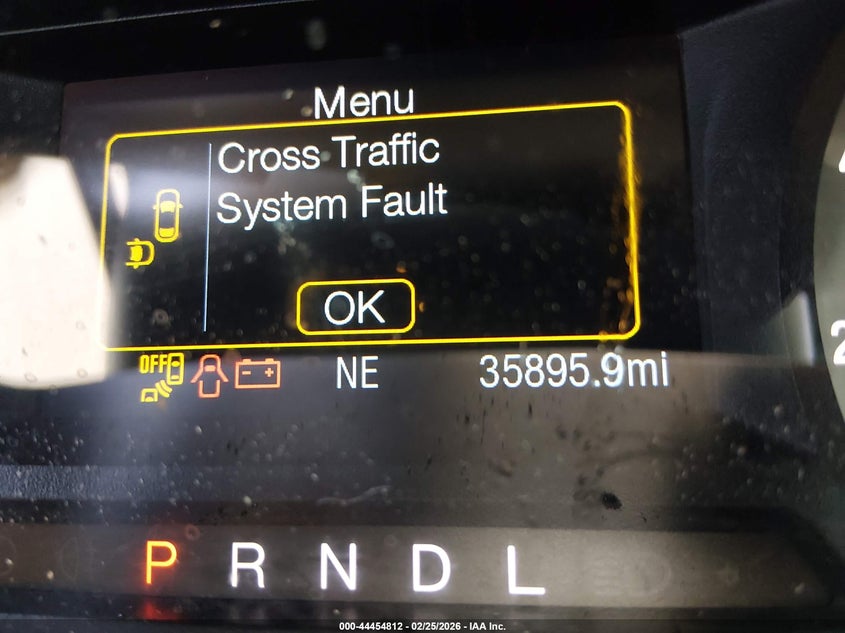 Menu
Cross Traffic
System Fault
OK
OFF
NE 35895.9mi
P R N D L
000-44454812 - 02/25/2026 - IAA Inc.